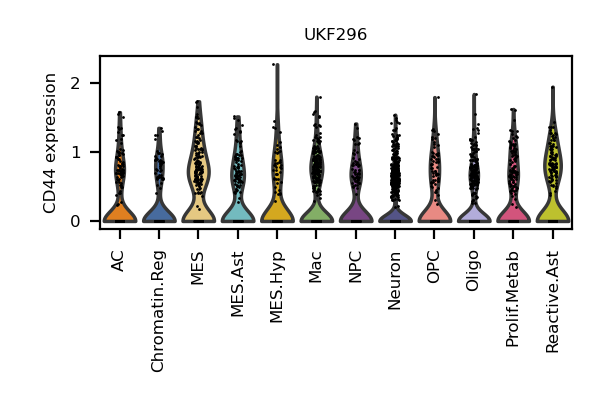 UKF296
CD44 expression
2
1
0
AC
Chromatin.Reg
MES
MES.Ast
MES.Hyp
Mac
NPC
Neuron
OPC
Oligo
Prolif.Metab
Reactive.Ast